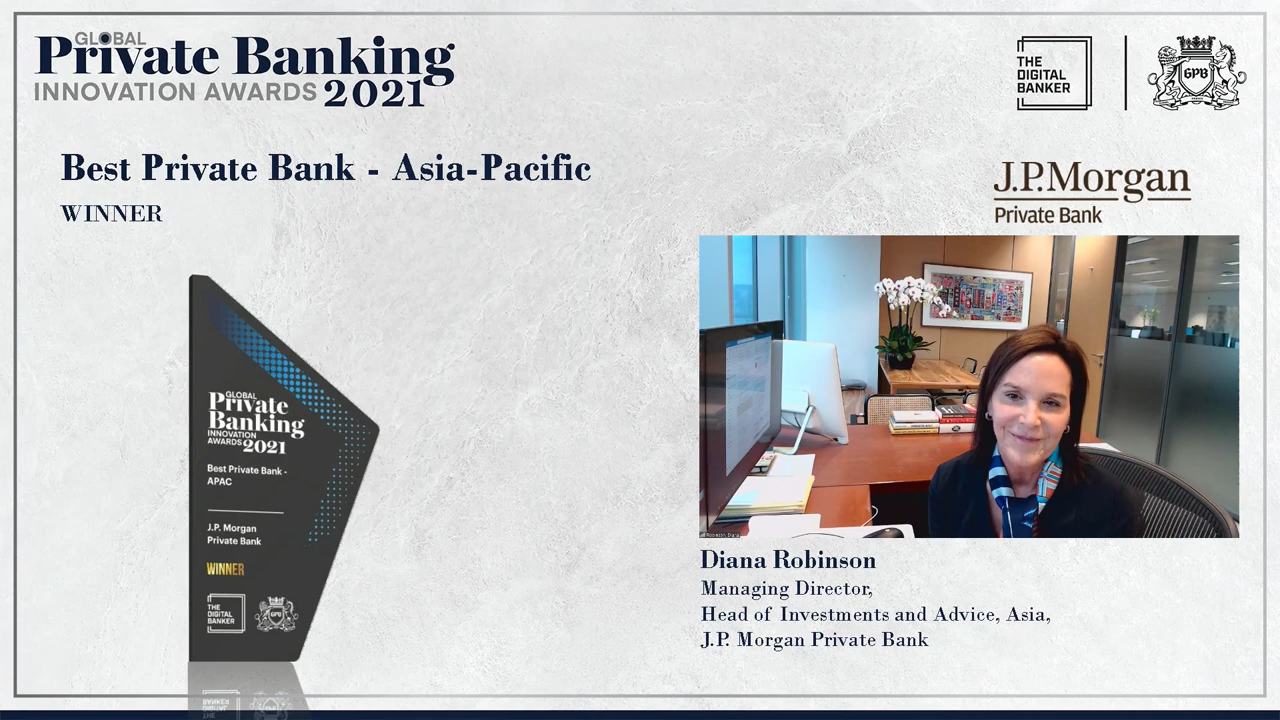 GLOBAL
Private Banking
INNOVATION AWARDS 2021
THE
DIGITAL
BANKER
GPB
Best Private Bank - Asia-Pacific
WINNER
J.P.Morgan
Private Bank
GLOBAL
Private
Banking
INNOVATION
AWARDS 2021
Best Private Bank -
APAC
J.P. Morgan
Private Bank
WINNER
THE
DIGITAL
BANKER
GPB
Diana Robinson
Managing Director,
Head of Investments and Advice, Asia,
J.P. Morgan Private Bank